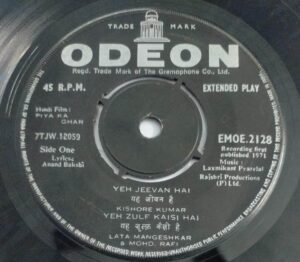 TRADE MARK
ODEON
Regd. Trade Mark of The Gramophone Co., Ltd.
45 R.P.M. EXTENDED PLAY
Hindi Film:
PIYA KA
GHAR
7TJW.12059
Side One
Lyrics:
Anand Bakshi
EMOE.2128
Recording first
published 1971
Music:
Laxmikant Pyarelal
Rajshri Productions
(P) Ltd.
YEH JEEVAN HAI
यह जीवन है
KISHORE KUMAR
YEH ZULF KAISI HAI
यह जुल्फ़ कैसी है
LATA MANGESHKAR
& MOHD. RAFI